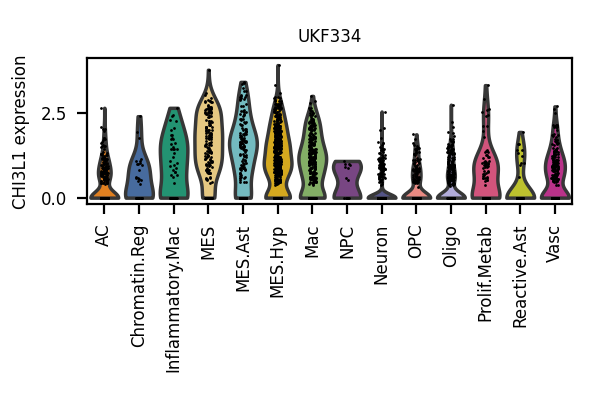 UKF334
CHI3L1 expression
2.5
0.0
AC
Chromatin.Reg
Inflammatory.Mac
MES
MES.Ast
MES.Hyp
Mac
NPC
Neuron
OPC
Oligo
Prolif.Metab
Reactive.Ast
Vasc